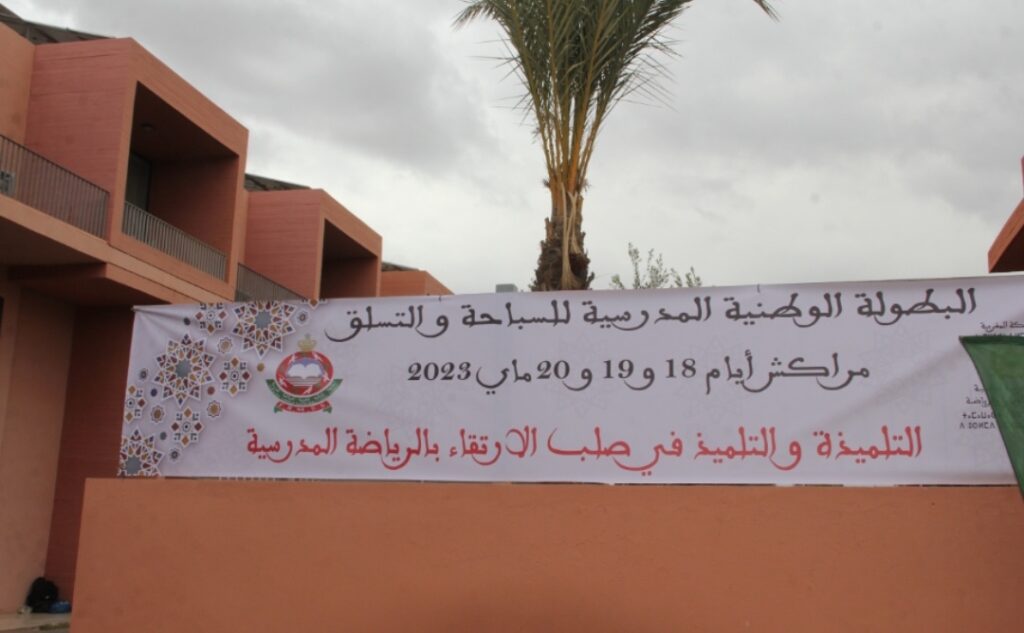 البطولة الوطنية المدرسية للسباحة و التسلق
مراكش أيام 18 و 19 و 20 ماي 2023
التلميذة و التلميذ في صلب الارتقاء بالرياضة المدرسية